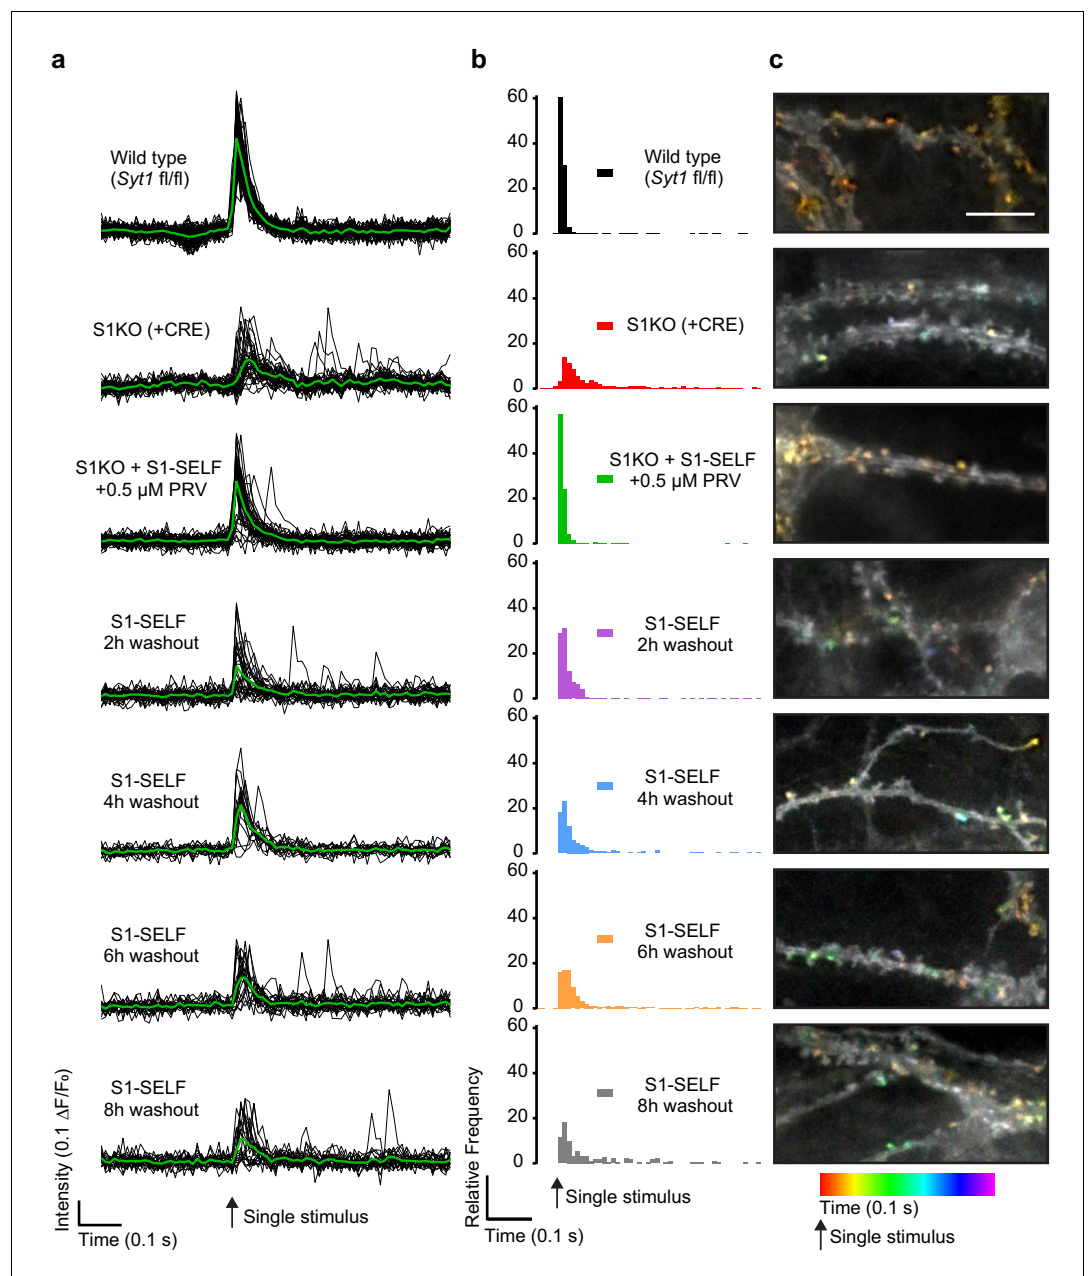 a
b
c
Wild type
(Syt1 fl/fl)
S1KO (+CRE)
S1KO + S1-SELF
+0.5 µM PRV
S1-SELF
2h washout
S1-SELF
4h washout
S1-SELF
6h washout
S1-SELF
8h washout
Intensity (0.1 ΔF/F₀)
Time (0.1 s)
Single stimulus
60
40
20
0
Wild type
(Syt1 fl/fl)
60
40
20
0
S1KO (+CRE)
60
40
20
0
S1KO + S1-SELF
+0.5 µM PRV
60
40
20
0
S1-SELF
2h washout
60
40
20
0
S1-SELF
4h washout
60
40
20
0
S1-SELF
6h washout
60
40
20
0
S1-SELF
8h washout
Relative Frequency
Single stimulus
Time (0.1 s)
Time (0.1 s)
Single stimulus